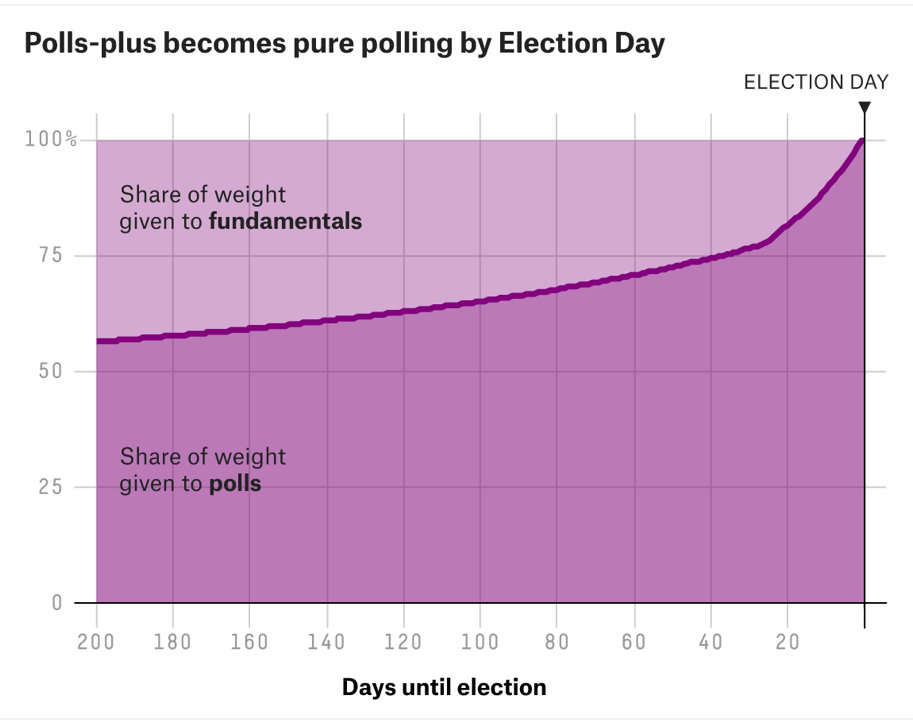 Polls-plus becomes pure polling by Election Day
ELECTION DAY
100%
Share of weight
given to fundamentals
75
50
Share of weight
given to polls
25
0
200 180 160 140 120 100 80 60 40 20
Days until election